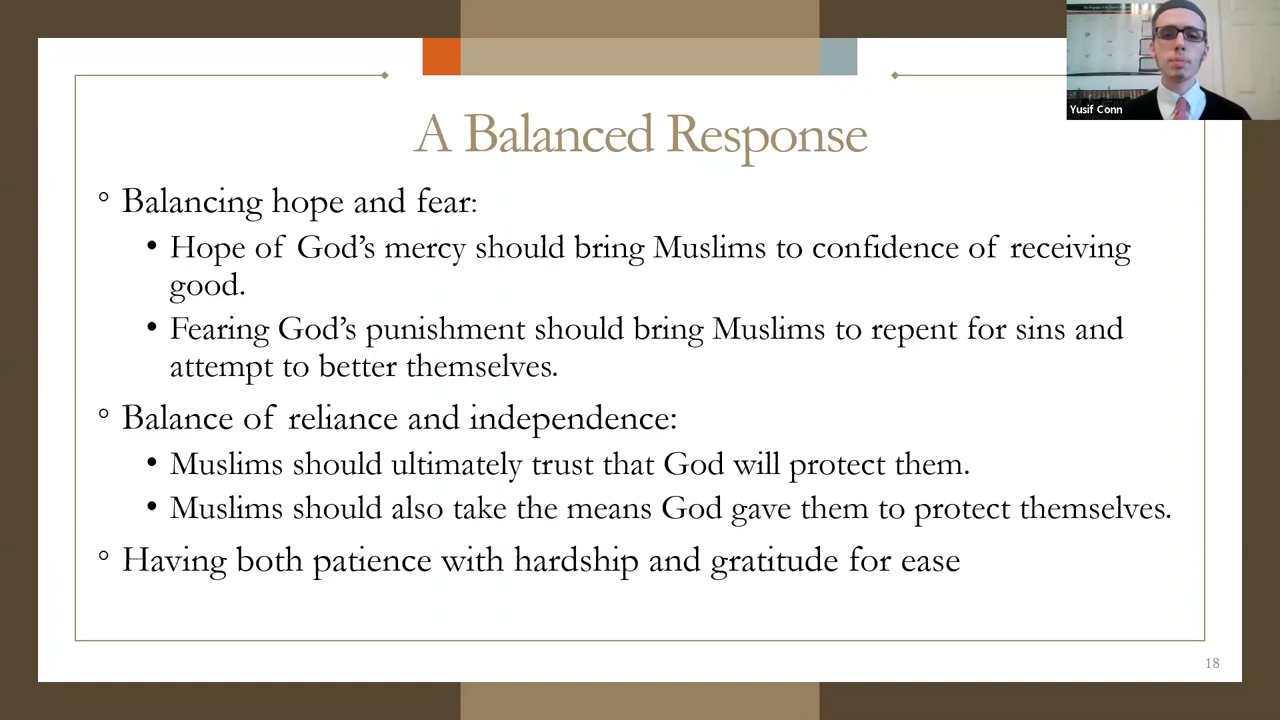 Yusif Conn
A Balanced Response
° Balancing hope and fear:
• Hope of God’s mercy should bring Muslims to confidence of receiving
good.
• Fearing God’s punishment should bring Muslims to repent for sins and
attempt to better themselves.
° Balance of reliance and independence:
• Muslims should ultimately trust that God will protect them.
• Muslims should also take the means God gave them to protect themselves.
° Having both patience with hardship and gratitude for ease
18